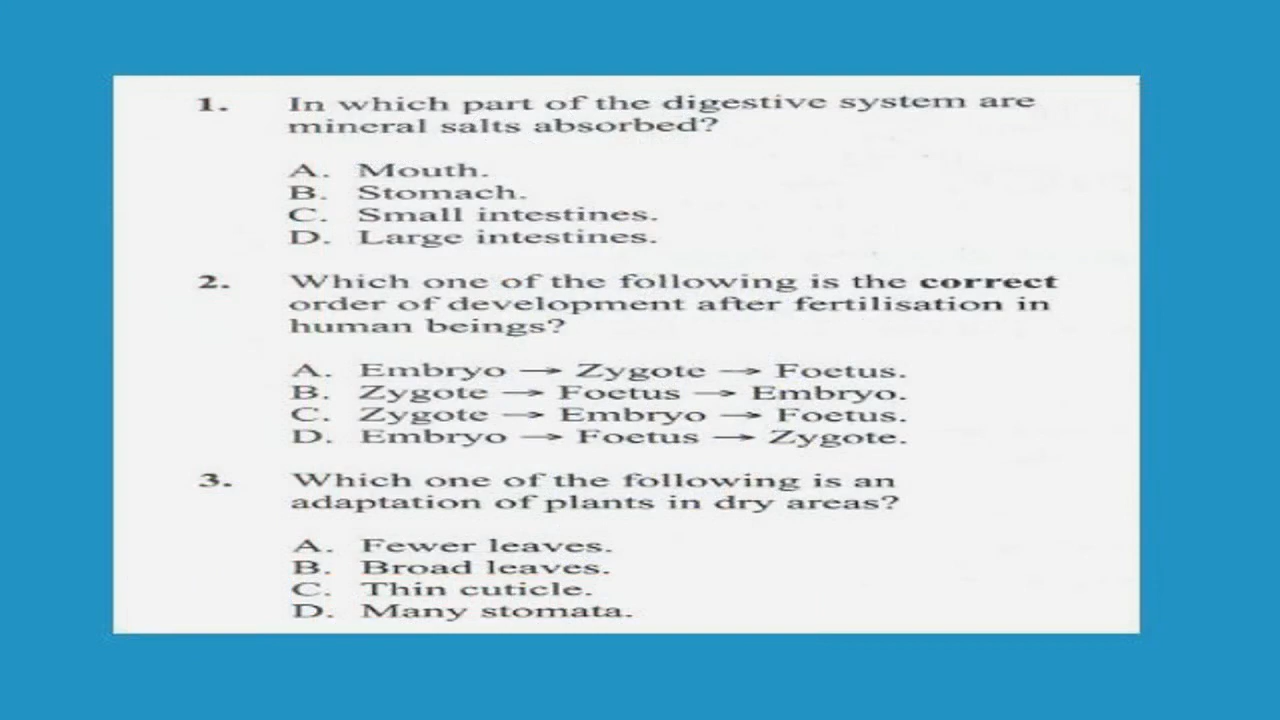 1. In which part of the digestive system are
mineral salts absorbed?
A. Mouth.
B. Stomach.
C. Small intestines.
D. Large intestines.
2. Which one of the following is the correct
order of development after fertilisation in
human beings?
A. Embryo → Zygote → Foetus.
B. Zygote → Foetus → Embryo.
C. Zygote → Embryo → Foetus.
D. Embryo → Foetus → Zygote.
3. Which one of the following is an
adaptation of plants in dry areas?
A. Fewer leaves.
B. Broad leaves.
C. Thin cuticle.
D. Many stomata.